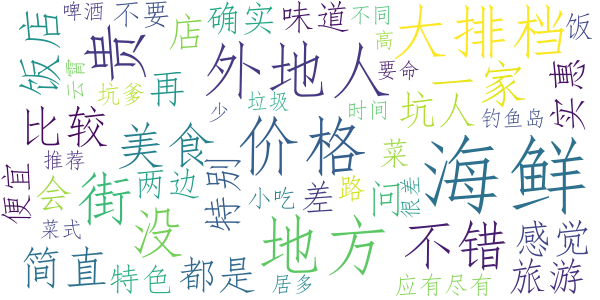 啤酒
不要
确实
味道
不同
大排档
饭
饭店
贵
店
高
外地人
要命
一家
实惠
云霄
坑爹
再
少
垃圾
时间
坑人
钓鱼岛
比较
美食
价格
菜
海鲜
推荐
便宜
会
街
两边
特别
小吃
差
路
问
很差
菜式
没
地方
不错
感觉
简直
特色
都是
居多
应有尽有
旅游